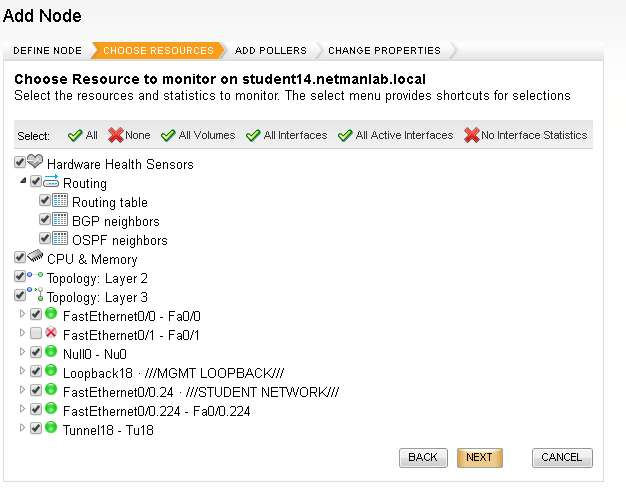 Add Node
DEFINE NODE CHOOSE RESOURCES ADD POLLERS CHANGE PROPERTIES
Choose Resource to monitor on student14.netmanlab.local
Select the resources and statistics to monitor. The select menu provides shortcuts for selections
Select: All None All Volumes All Interfaces All Active Interfaces No Interface Statistics
Hardware Health Sensors
Routing
Routing table
BGP neighbors
OSPF neighbors
CPU & Memory
Topology: Layer 2
Topology: Layer 3
FastEthernet0/0 - Fa0/0
FastEthernet0/1 - Fa0/1
Null0 - Nu0
Loopback18 · ///MGMT LOOPBACK///
FastEthernet0/0.24 · ///STUDENT NETWORK///
FastEthernet0/0.224 - Fa0/0.224
Tunnel18 - Tu18
BACK NEXT CANCEL